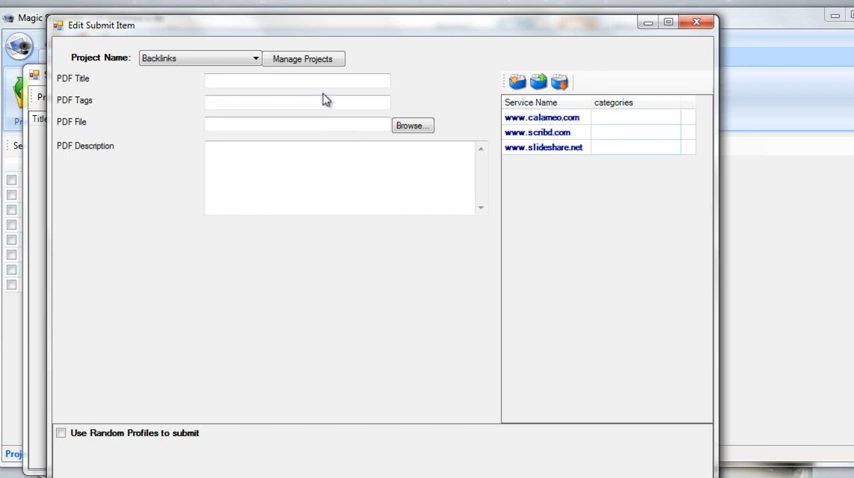 Magic
Edit Submit Item
Project Name: Backlinks Manage Projects
PDF Title
PDF Tags
PDF File Browse...
PDF Description
Service Name categories
www.calameo.com
www.scribd.com
www.slideshare.net
Use Random Profiles to submit
Title